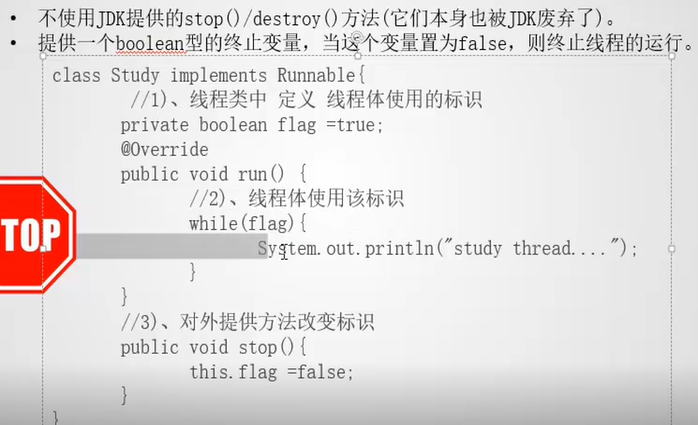 • 不使用JDK提供的stop()/destroy()方法(它们本身也被JDK废弃了)。
• 提供一个boolean型的终止变量，当这个变量置为false，则终止线程的运行。
class Study implements Runnable{
//1)、线程类中 定义 线程体使用的标识
private boolean flag =true;
@Override
public void run() {
//2)、线程体使用该标识
while(flag){
STOP
System.out.println("study thread....");
}
}
//3)、对外提供方法改变标识
public void stop(){
this.flag =false;
}
}